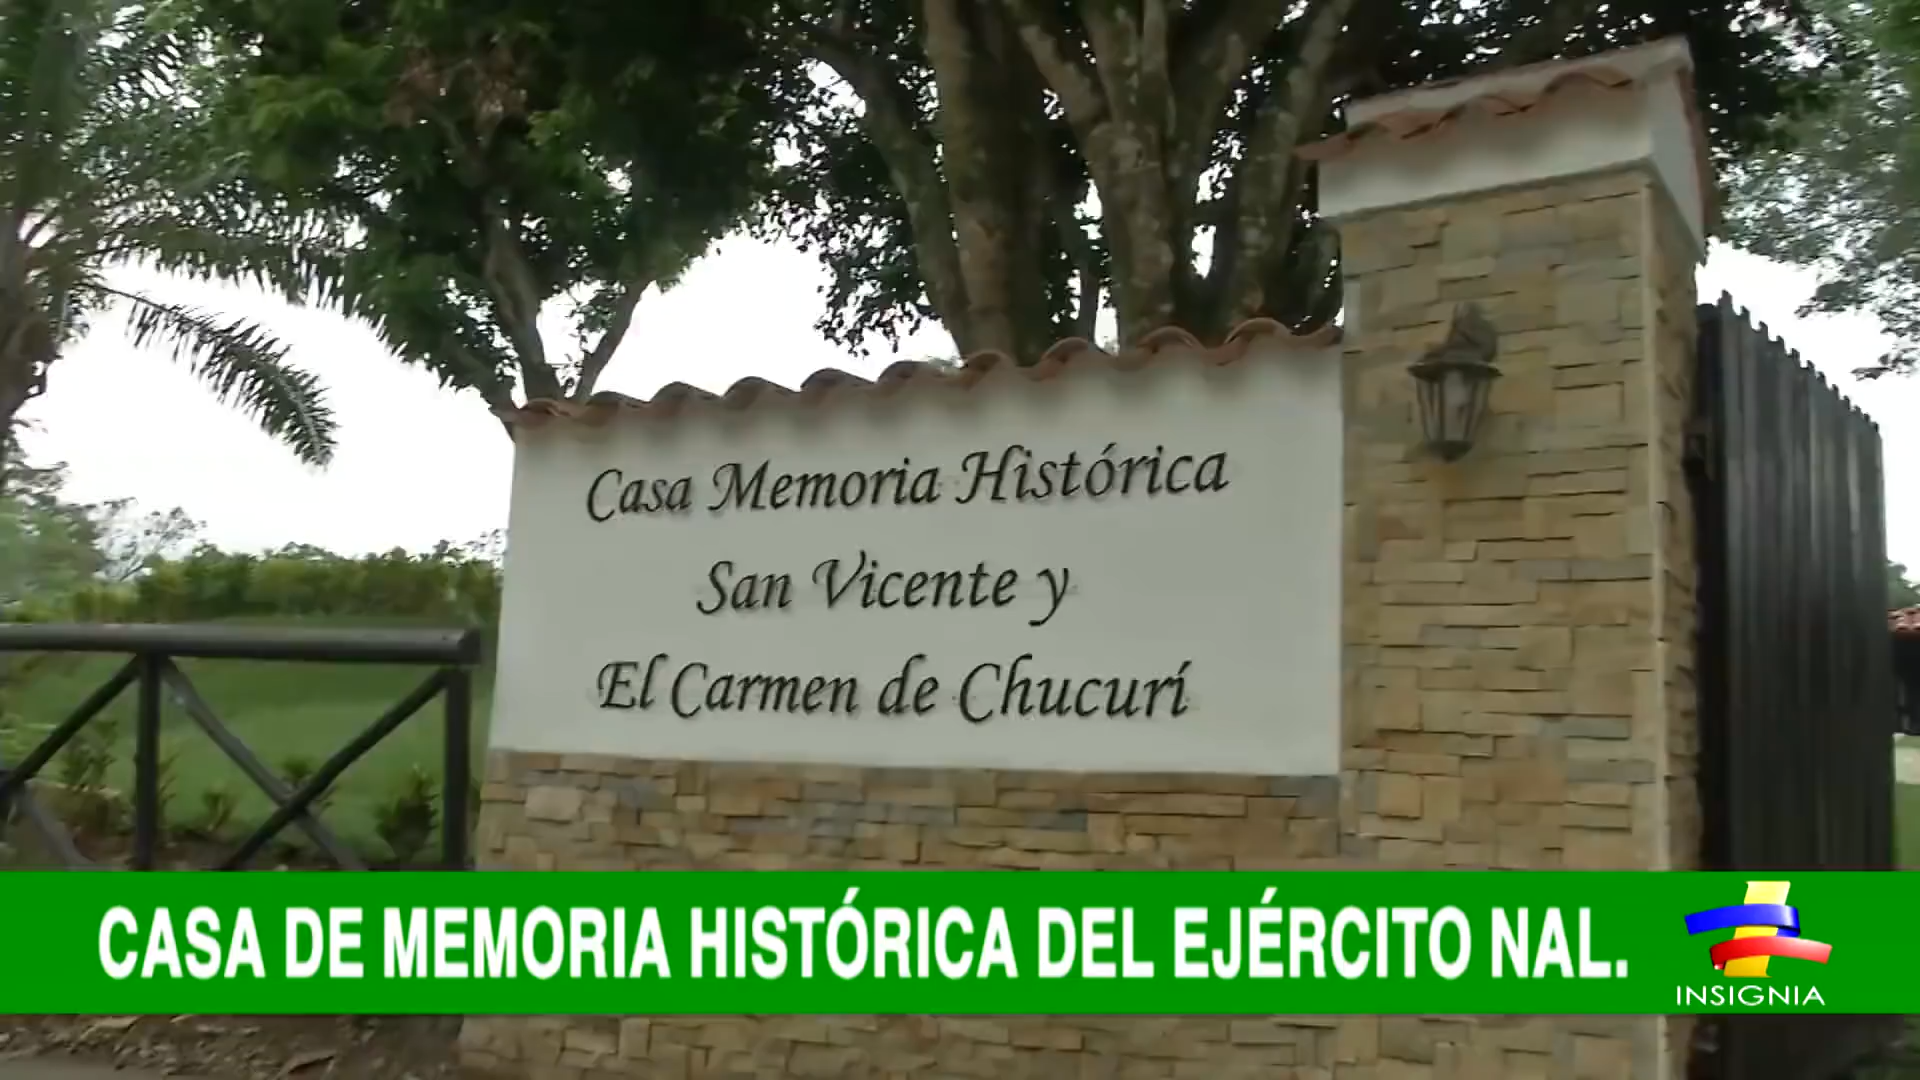 Casa Memoria Histórica
San Vicente y
El Carmen de Chucurí
CASA DE MEMORIA HISTÓRICA DEL EJÉRCITO NAL.
INSIGNIA